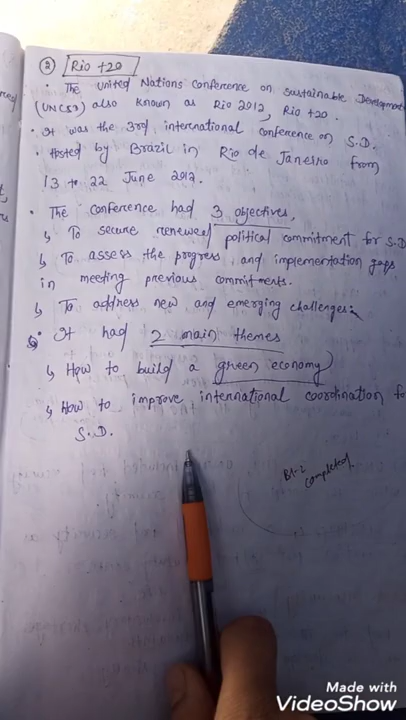 ② Rio +20
• The United Nations Conference on Sustainable Development
(UNCSD) also known as Rio 2012, Rio +20.
• It was the 3rd international conference on S.D.
• Hosted by Brazil in Rio de Janeiro from
13 to 22 June 2012.
• The conference had 3 objectives,
↳ To secure renewed political commitment for S.D
↳ To assess the progress and implementation gaps
in meeting previous commitments.
↳ To address new and emerging challenges.
• It had 2 main themes
↳ How to build a green economy
↳ How to improve international coordination fo
S.D.
completed
Made with
VideoShow